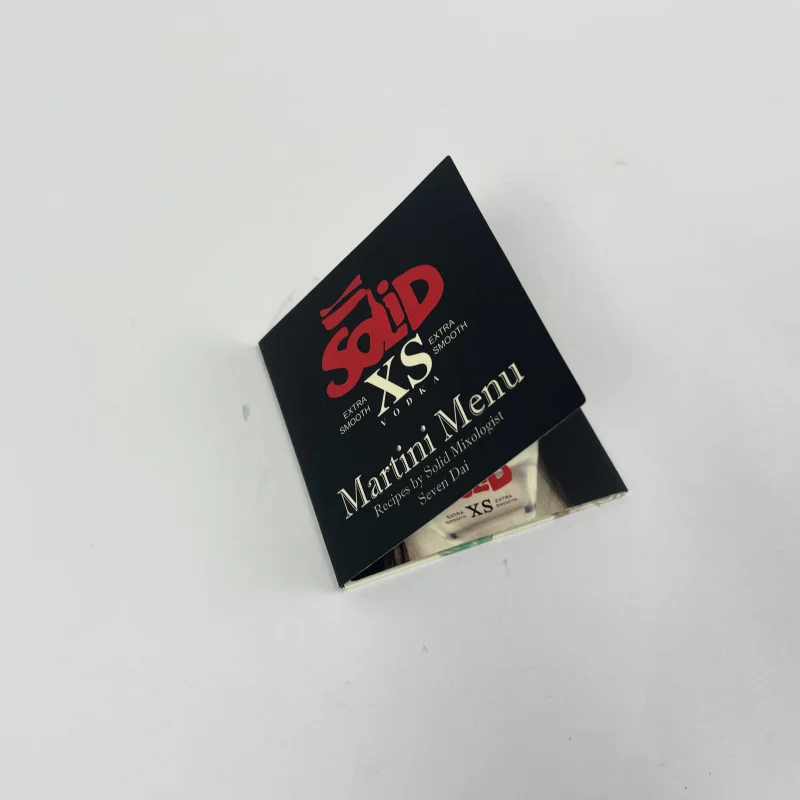 SOLiD
EXTRA SMOOTH XS EXTRA SMOOTH
VODKA
Martini Menu
Recipes by Solid Mixologist
Seven Dai
EXTRA SMOOTH XS EXTRA SMOOTH